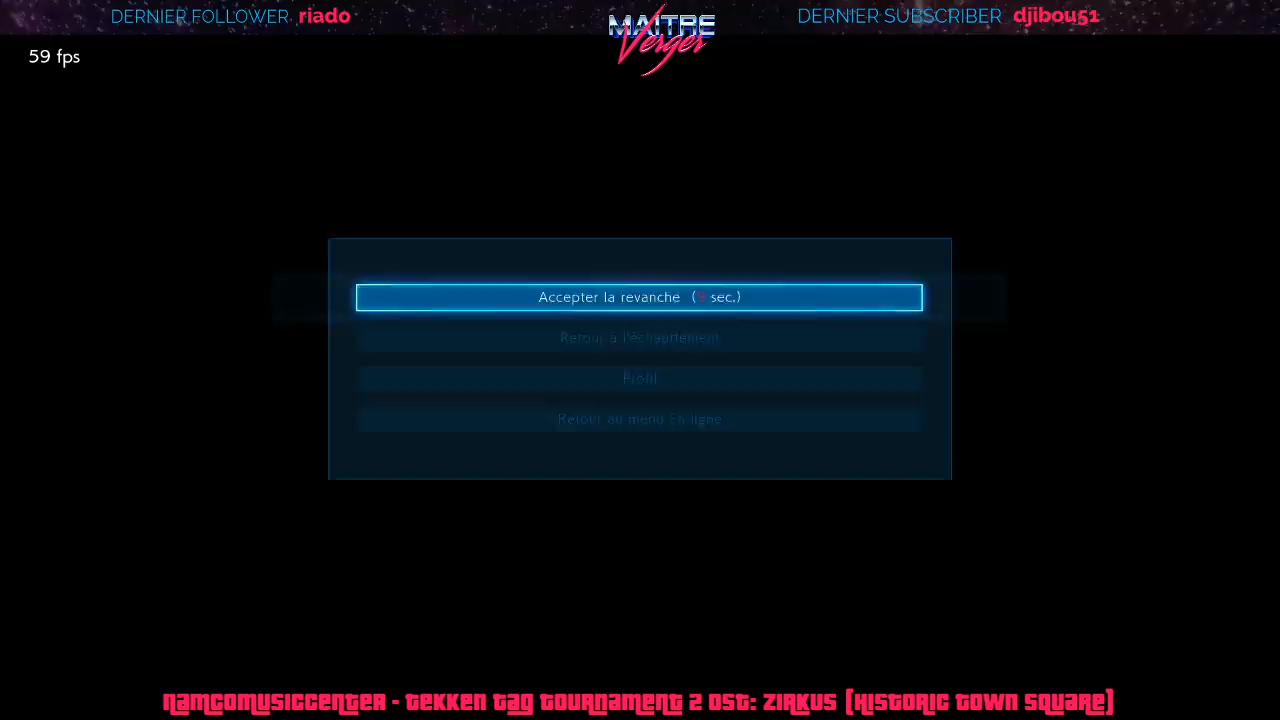 DERNIER FOLLOWER riado
MAITRE
Verger
DERNIER SUBSCRIBER djibou51
59 fps
Accepter la revanche (9 sec.)
Retour à l'échauffement
Profil
Retour au menu En ligne
namcomusiccenter - Tekken Tag Tournament 2 OST: ZIRKUS (Historic Town Square)